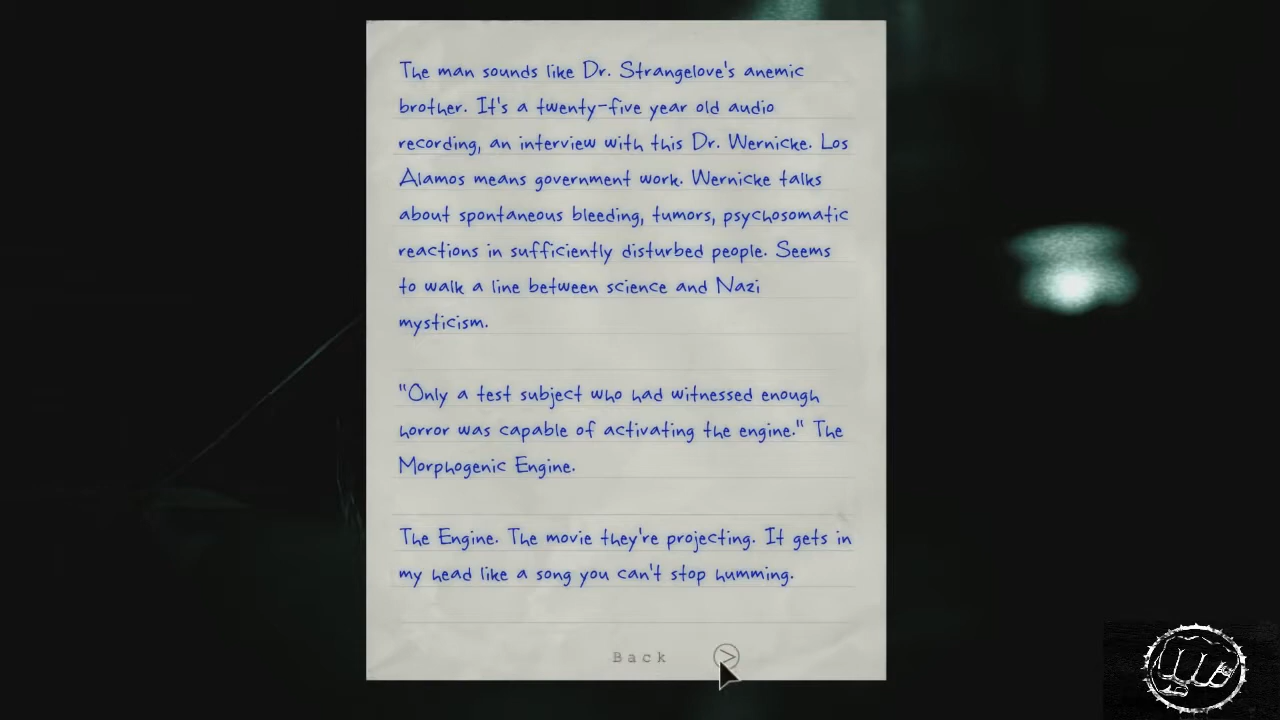 The man sounds like Dr. Strangelove's anemic
brother. It's a twenty-five year old audio
recording, an interview with this Dr. Wernicke. Los
Alamos means government work. Wernicke talks
about spontaneous bleeding, tumors, psychosomatic
reactions in sufficiently disturbed people. Seems
to walk a line between science and Nazi
mysticism.
"Only a test subject who had witnessed enough
horror was capable of activating the engine." The
Morphogenic Engine.
The Engine. The movie they're projecting. It gets in
my head like a song you can't stop humming.
Back >